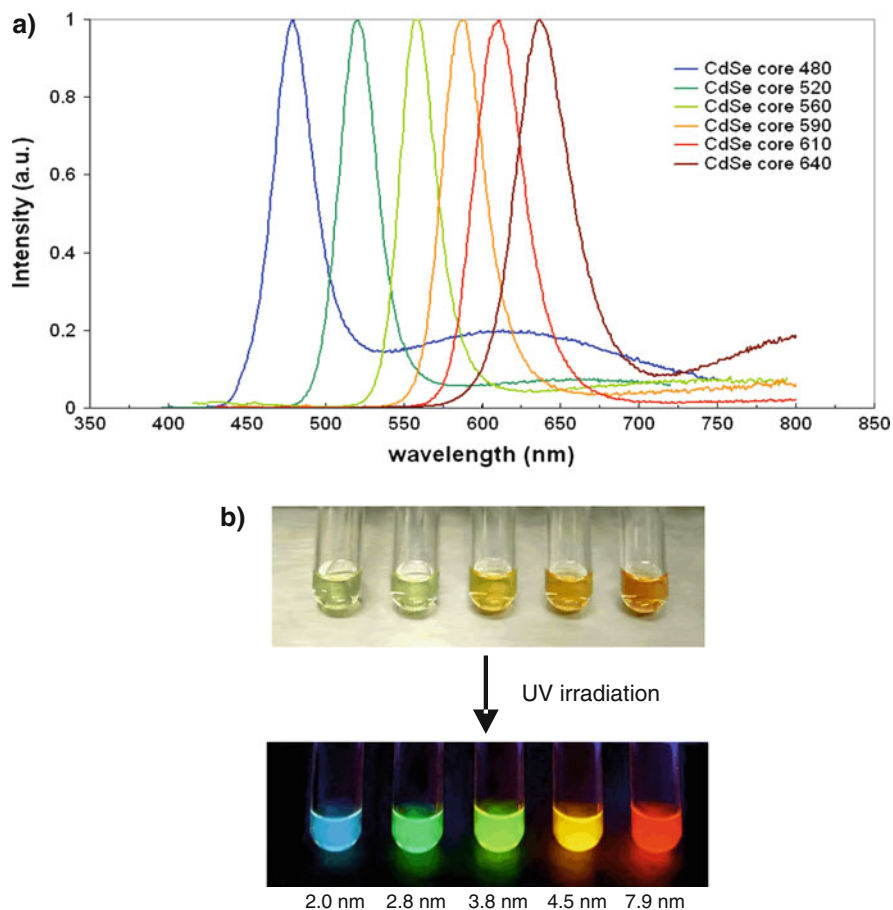 a)
1
0.8
0.6
0.4
0.2
0
Intensity (a.u.)
CdSe core 480
CdSe core 520
CdSe core 560
CdSe core 590
CdSe core 610
CdSe core 640
350 400 450 500 550 600 650 700 750 800 850
wavelength (nm)
b)
UV irradiation
2.0 nm 2.8 nm 3.8 nm 4.5 nm 7.9 nm